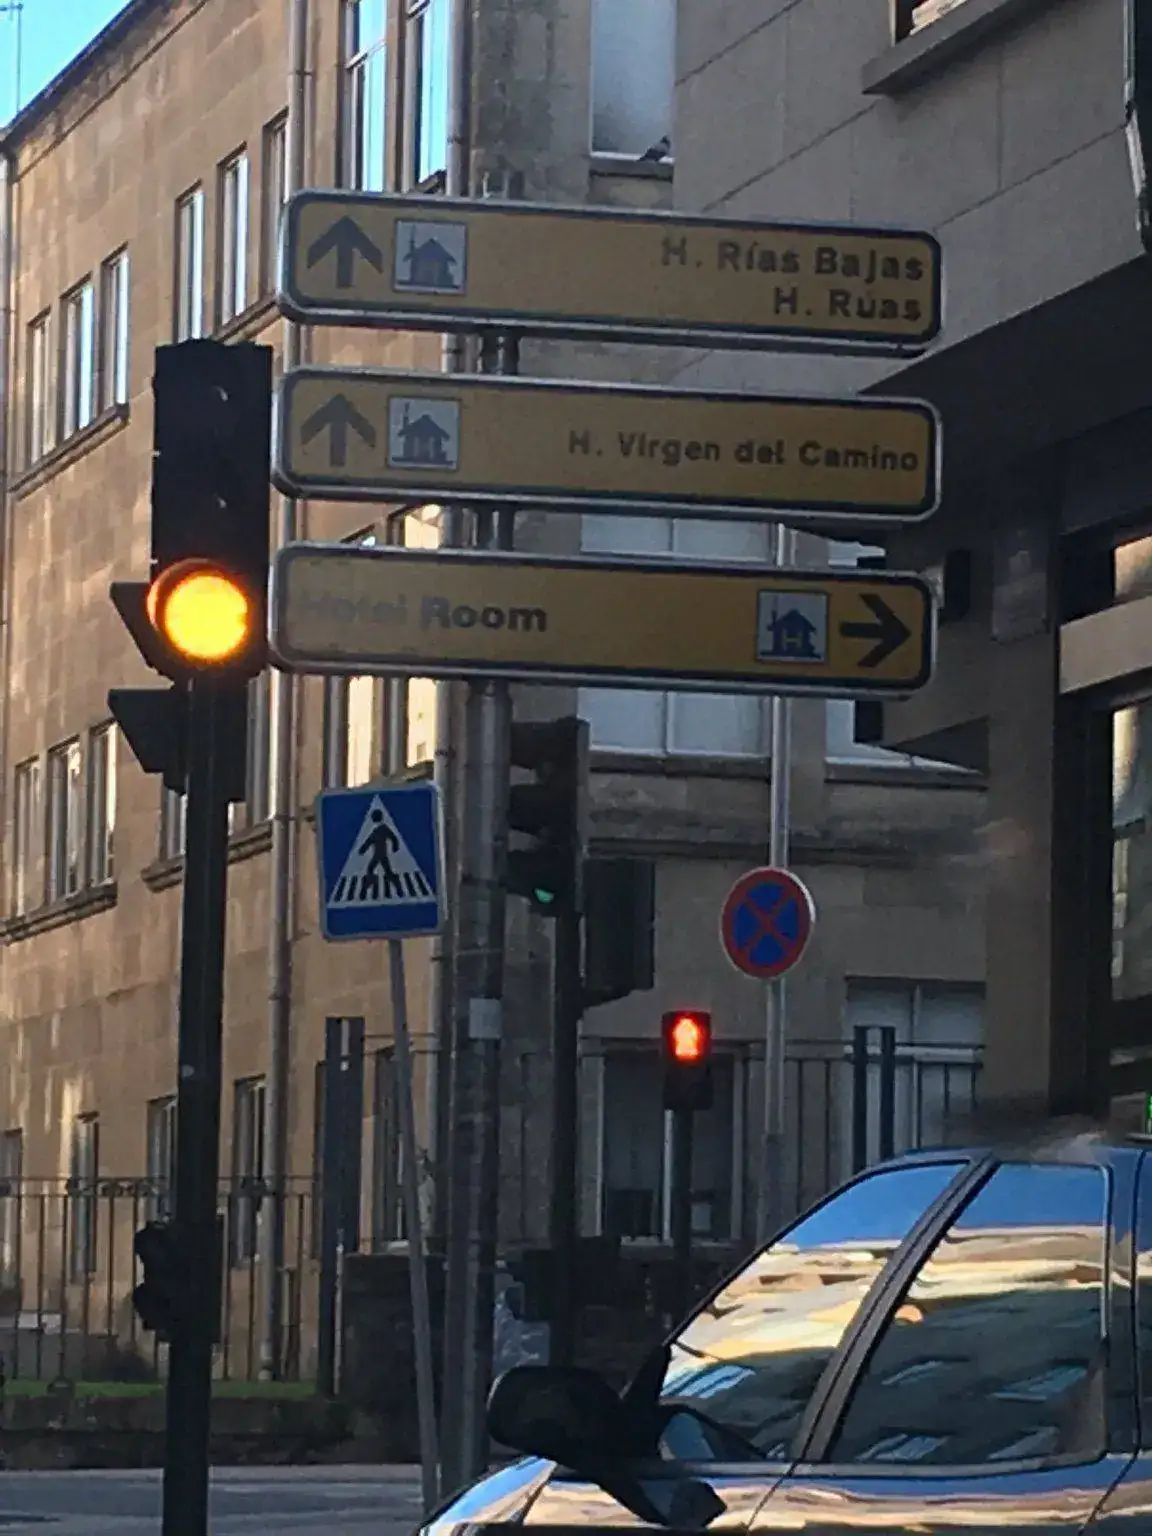 H. Rías Bajas
H. Rúas
H. Virgen del Camino
Hotel Room